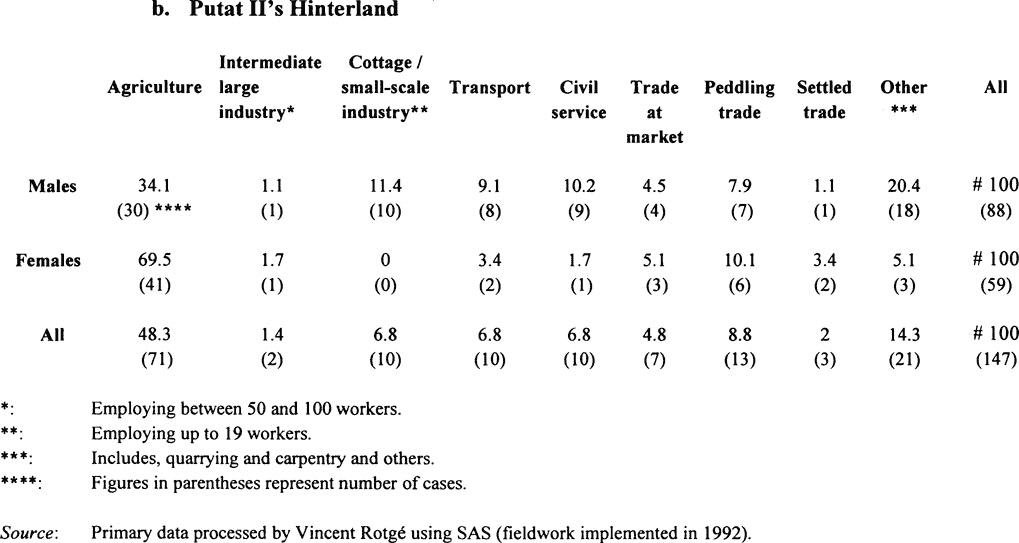 b. Putat II's Hinterland
Intermediate Cottage /
Agriculture large small-scale Transport Civil Trade Peddling Settled Other All
industry* industry** service at trade trade ***
market
Males 34.1 1.1 11.4 9.1 10.2 4.5 7.9 1.1 20.4 # 100
(30) **** (1) (10) (8) (9) (4) (7) (1) (18) (88)
Females 69.5 1.7 0 3.4 1.7 5.1 10.1 3.4 5.1 # 100
(41) (1) (0) (2) (1) (3) (6) (2) (3) (59)
All 48.3 1.4 6.8 6.8 6.8 4.8 8.8 2 14.3 # 100
(71) (2) (10) (10) (10) (7) (13) (3) (21) (147)
*: Employing between 50 and 100 workers.
**: Employing up to 19 workers.
***: Includes, quarrying and carpentry and others.
****: Figures in parentheses represent number of cases.
Source: Primary data processed by Vincent Rotgé using SAS (fieldwork implemented in 1992).